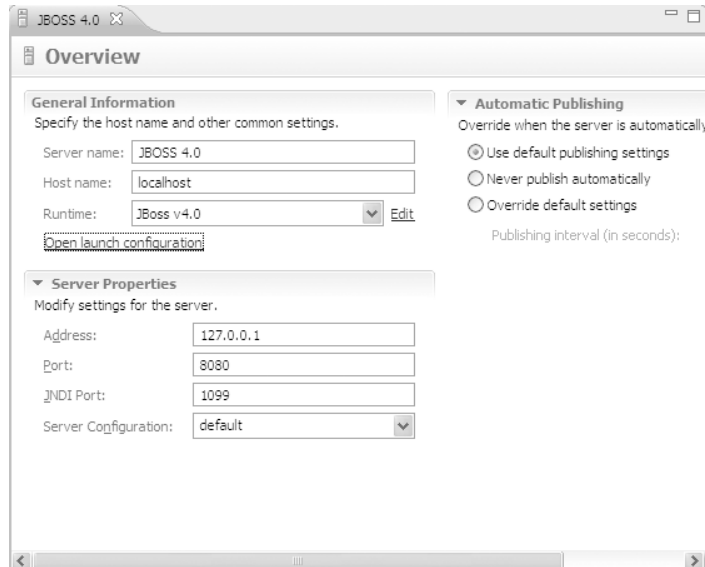 JBOSS 4.0
Overview
General Information
Specify the host name and other common settings.
Server name: JBOSS 4.0
Host name: localhost
Runtime: JBoss v4.0 Edit
Open launch configuration
Server Properties
Modify settings for the server.
Address: 127.0.0.1
Port: 8080
JNDI Port: 1099
Server Configuration: default
Automatic Publishing
Override when the server is automatically
Use default publishing settings
Never publish automatically
Override default settings
Publishing interval (in seconds):